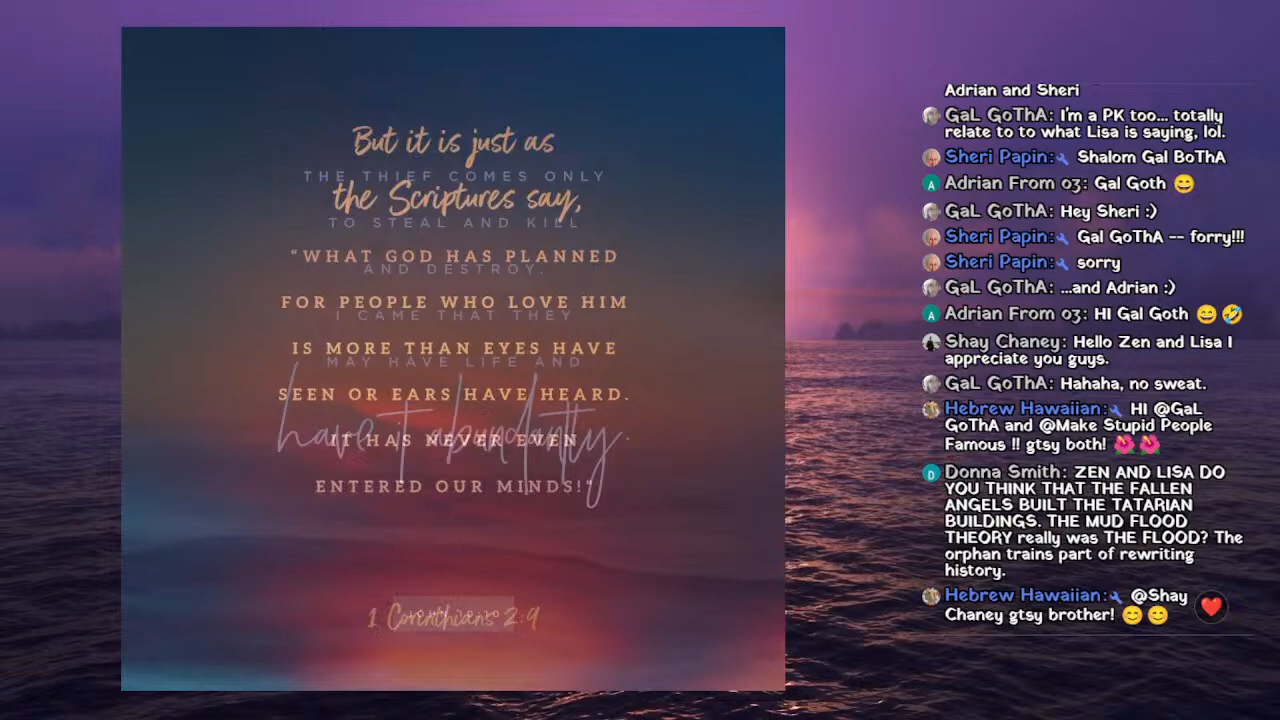 But it is just as
THE THIEF COMES ONLY
the Scriptures say,
TO STEAL AND KILL
"WHAT GOD HAS PLANNED
AND DESTROY.
FOR PEOPLE WHO LOVE HIM
I CAME THAT THEY
IS MORE THAN EYES HAVE
MAY HAVE LIFE AND
SEEN OR EARS HAVE HEARD.
have it abundantly.
IT HAS NEVER EVEN
ENTERED OUR MINDS!"
1 Corinthians 2:9
Adrian and Sheri
GaL GoThA: I'm a PK too... totally
relate to to what Lisa is saying, lol.
Sheri Papin: Shalom Gal BoThA
A Adrian From 03: Gal Goth 😄
GaL GoThA: Hey Sheri :)
Sheri Papin: Gal GoThA -- forry!!!
Sheri Papin: sorry
GaL GoThA: ...and Adrian :)
A Adrian From 03: HI Gal Goth 😄 🤣
Shay Chaney: Hello Zen and Lisa I
appreciate you guys.
GaL GoThA: Hahaha, no sweat.
Hebrew Hawaiian: HI @GaL
GoThA and @Make Stupid People
Famous !! gtsy both! 🌺 🌺
D Donna Smith: ZEN AND LISA DO
YOU THINK THAT THE FALLEN
ANGELS BUILT THE TATARIAN
BUILDINGS. THE MUD FLOOD
THEORY really was THE FLOOD? The
orphan trains part of rewriting
history.
Hebrew Hawaiian: @Shay
Chaney gtsy brother! 😊 😊